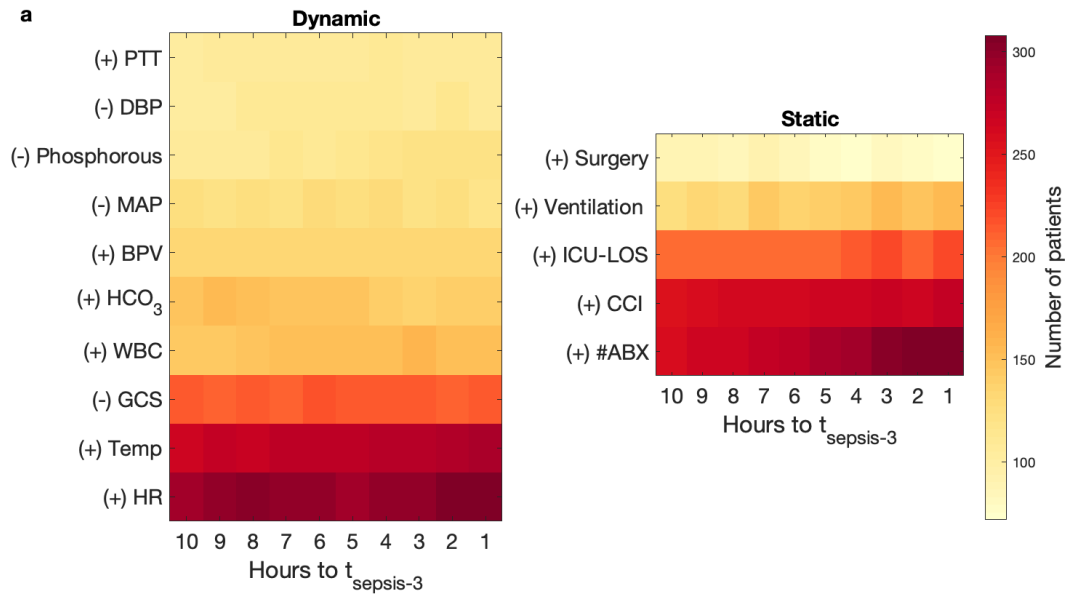 a
Dynamic
(+) PTT
(-) DBP
(-) Phosphorous
(-) MAP
(+) BPV
(+) HCO3
(+) WBC
(-) GCS
(+) Temp
(+) HR
10 9 8 7 6 5 4 3 2 1
Hours to tsepsis-3
Static
(+) Surgery
(+) Ventilation
(+) ICU-LOS
(+) CCI
(+) #ABX
10 9 8 7 6 5 4 3 2 1
Hours to tsepsis-3
300
250
200
150
100
Number of patients